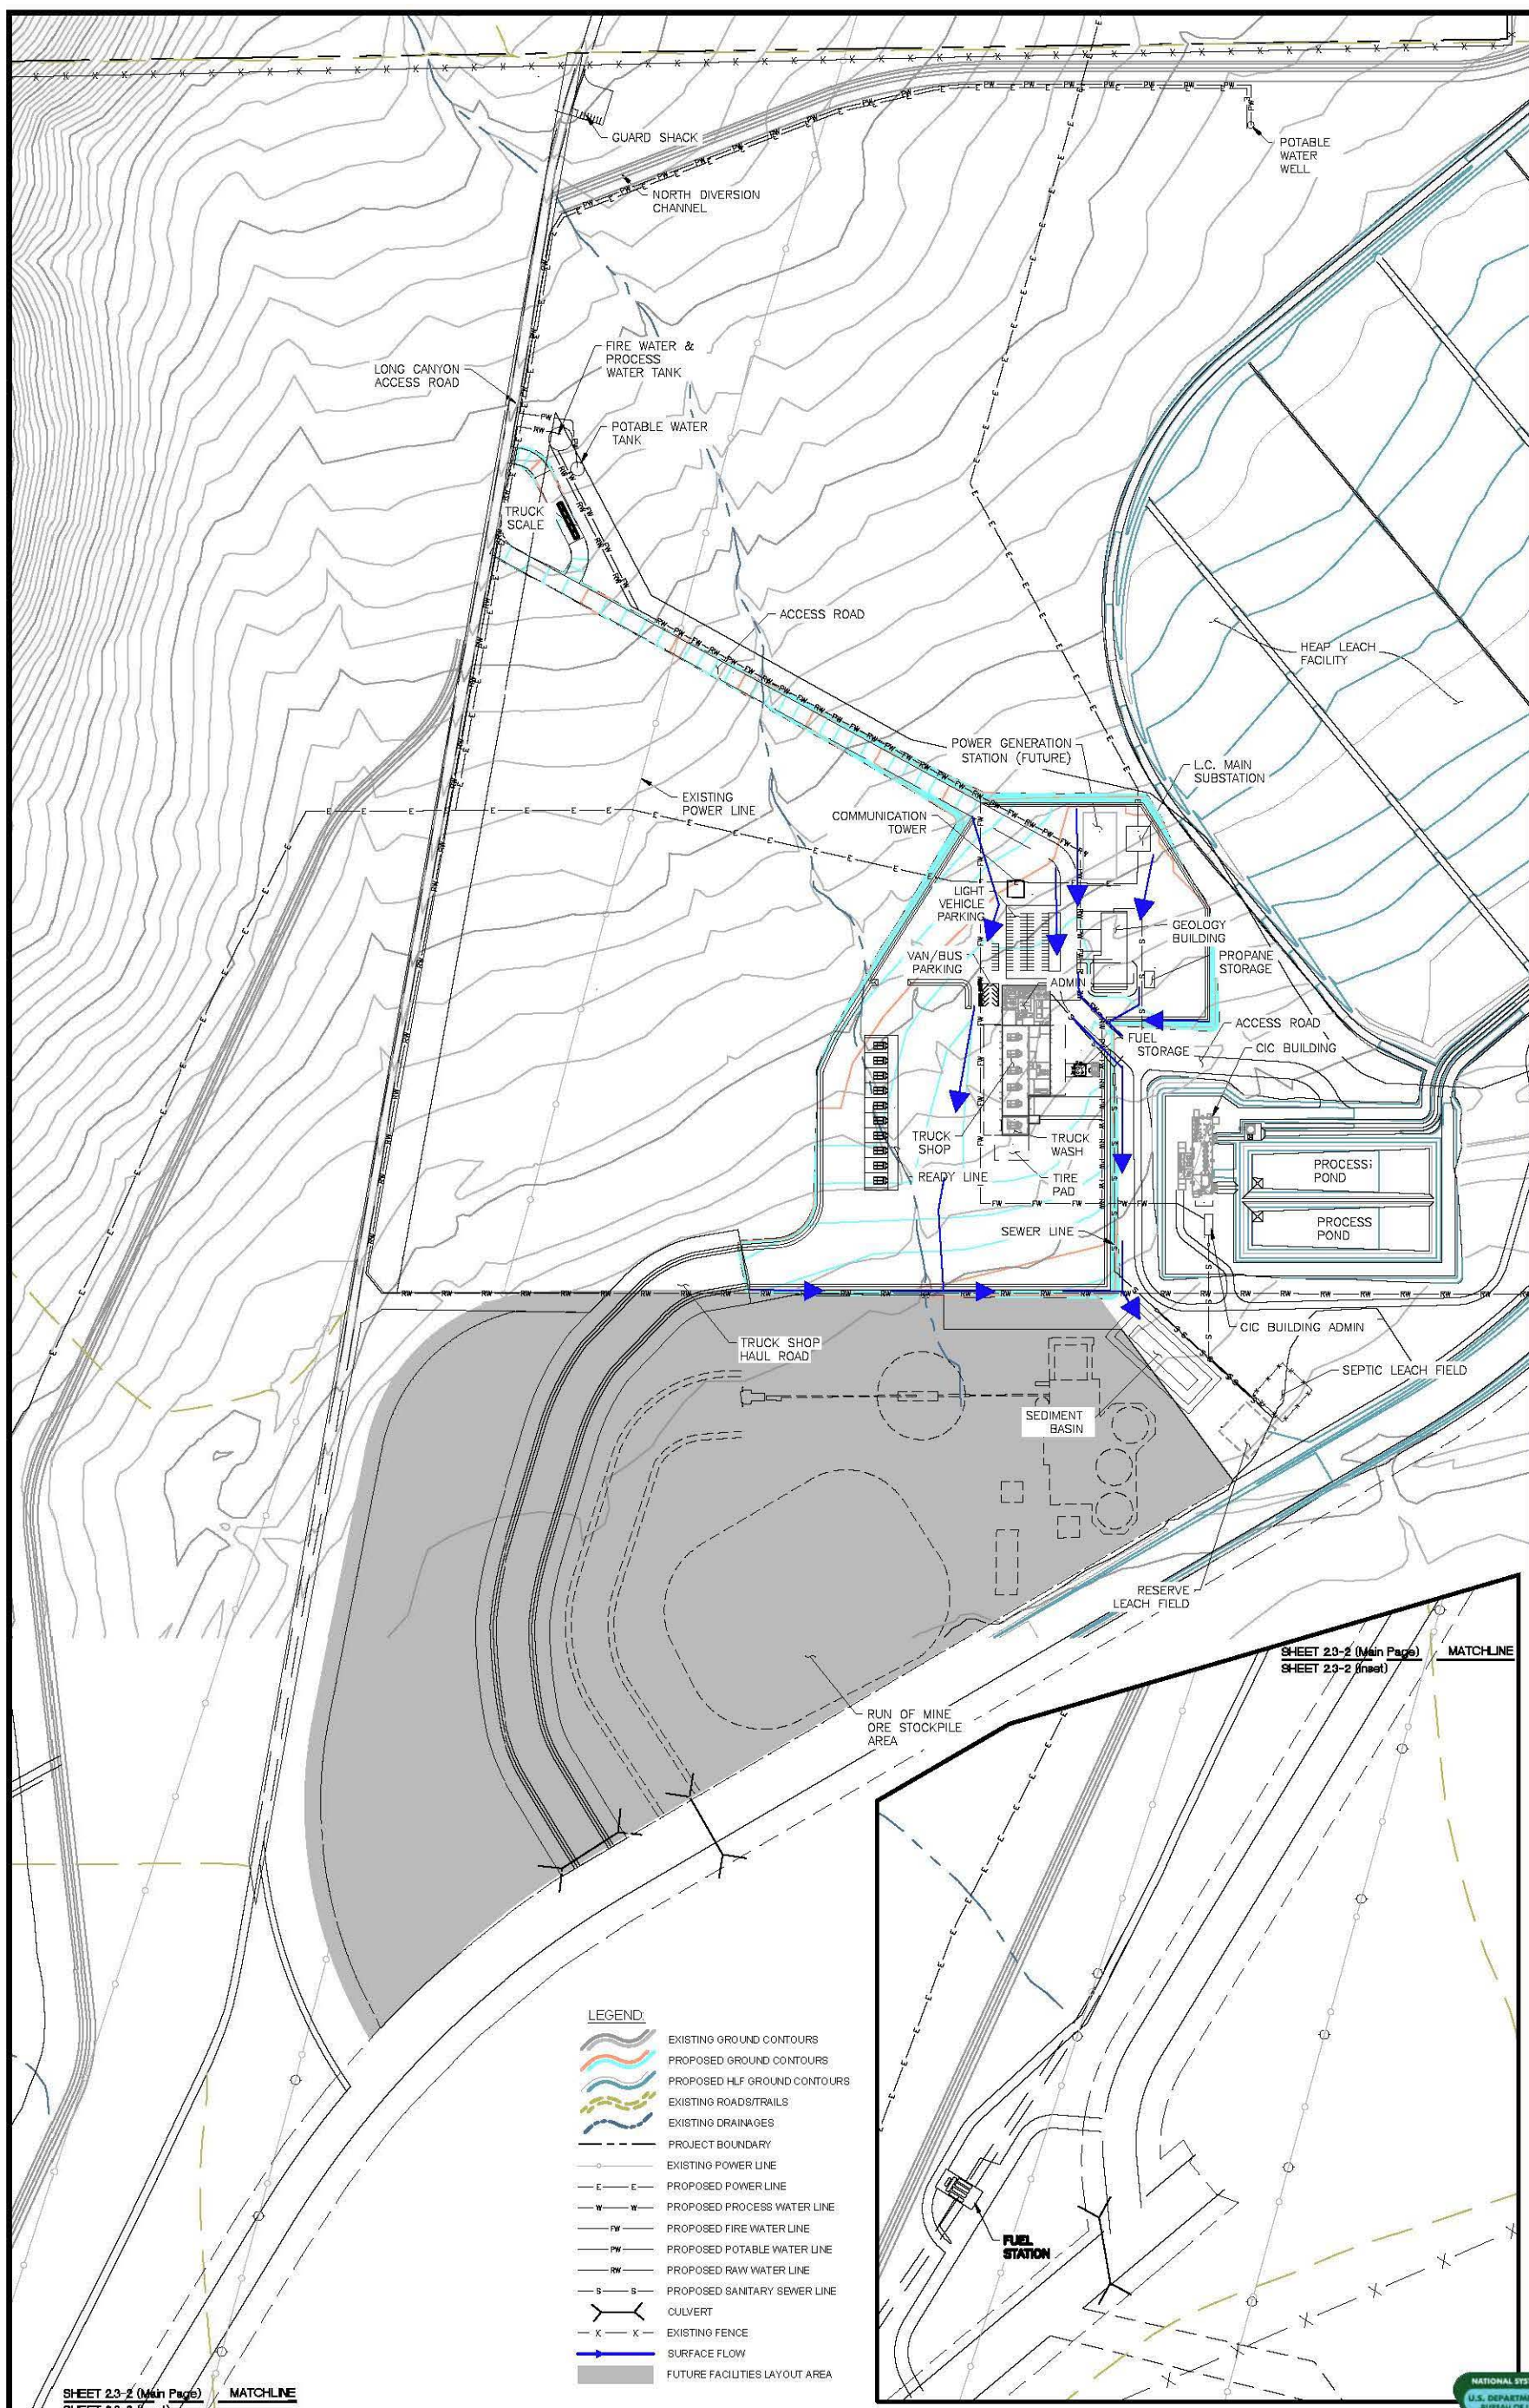 GUARD SHACK
NORTH DIVERSION
CHANNEL
POTABLE
WATER
WELL
FIRE WATER &
PROCESS
WATER TANK
LONG CANYON
ACCESS ROAD
POTABLE WATER
TANK
TRUCK
SCALE
ACCESS ROAD
HEAP LEACH
FACILITY
POWER GENERATION
STATION (FUTURE)
L.C. MAIN
SUBSTATION
EXISTING
POWER LINE
COMMUNICATION
TOWER
LIGHT
VEHICLE
PARKING
GEOLOGY
BUILDING
VAN/BUS
PARKING
PROPANE
STORAGE
ADMIN
ACCESS ROAD
FUEL
STORAGE
CIC BUILDING
TRUCK
SHOP
TRUCK
WASH
PROCESS
POND
READY LINE
TIRE
PAD
PROCESS
POND
SEWER LINE
CIC BUILDING ADMIN
TRUCK SHOP
HAUL ROAD
SEPTIC LEACH FIELD
SEDIMENT
BASIN
RESERVE
LEACH FIELD
SHEET 2.3-2 (Main Page) MATCHLINE
SHEET 2.3-2 (Inset)
RUN OF MINE
ORE STOCKPILE
AREA
LEGEND:
EXISTING GROUND CONTOURS
PROPOSED GROUND CONTOURS
PROPOSED HLF GROUND CONTOURS
EXISTING ROADS/TRAILS
EXISTING DRAINAGES
PROJECT BOUNDARY
EXISTING POWER LINE
E E PROPOSED POWER LINE
W W PROPOSED PROCESS WATER LINE
FW PROPOSED FIRE WATER LINE
PW PROPOSED POTABLE WATER LINE
RW PROPOSED RAW WATER LINE
S S PROPOSED SANITARY SEWER LINE
CULVERT
X X EXISTING FENCE
SURFACE FLOW
FUTURE FACILITIES LAYOUT AREA
FUEL
STATION
SHEET 2.3-2 (Main Page) MATCHLINE
NATIONAL
U.S.